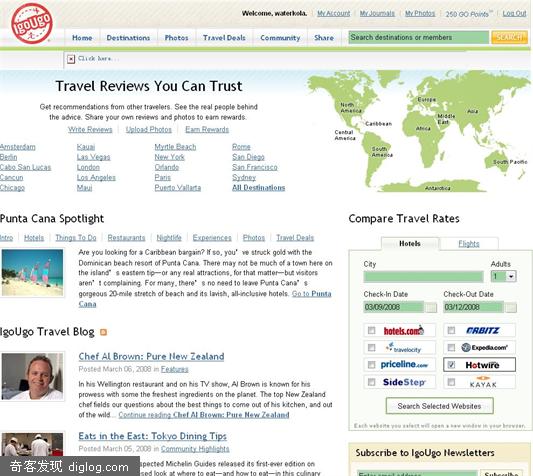 IgoUgo
Welcome, waterkola. My Account My Journals My Photos 250 GO Points Log Out
Home Destinations Photos Travel Deals Community Share Search destinations or members SEARCH
Click here...
Travel Reviews You Can Trust
Get recommendations from other travelers. See the real people behind
the advice. Share your own reviews and photos to earn rewards.
Write Reviews Upload Photos Earn Rewards
Amsterdam Kauai Myrtle Beach Rome
Berlin Las Vegas New York San Diego
Cabo San Lucas London Orlando San Francisco
Cancun Los Angeles Paris Sydney
Chicago Maui Puerto Vallarta All Destinations
North
America
Europe
Asia
Middle
East
Caribbean
Africa
Central
America
South
America
South Pacific
Antarctica
Punta Cana Spotlight
Intro Hotels Things To Do Restaurants Nightlife Experiences Photos Travel Deals
Are you looking for a Caribbean bargain? If so, you’ve struck gold with the
Dominican beach resort of Punta Cana. There may not be much of a town here on
the island’s eastern tip—or any real attractions, for that matter—but visitors
aren’t complaining. For many, there’s no need to leave Punta Cana’s
gorgeous 20-mile stretch of beach and its lavish, all-inclusive hotels. Go to Punta
Cana
IgoUgo Travel Blog
Chef Al Brown: Pure New Zealand
Posted March 06, 2008 in Features
In his Wellington restaurant and on his TV show, Al Brown is known for his
prowess with some the freshest ingredients on the planet. The top New Zealand
chef fields our questions about the best things to come out of his kitchen, and out
of the wild... Continue reading Chef Al Brown: Pure New Zealand
Eats in the East: Tokyo Dining Tips
Posted March 05, 2008 in Community Highlights
spected Michelin Guides released its first-ever edition on
sed look at where to eat—and how to eat—in this culinary
Compare Travel Rates
Hotels Flights
City Adults
1
Check-In Date Check-Out Date
03/09/2008 03/12/2008
hotels.com ORBITZ
travelocity Expedia.com
priceline.com Hotwire
SideStep KAYAK
Search Selected Websites
Each website you select will open a new window in your browser.
Subscribe to IgoUgo Newsletters
Enter email address Subscribe
奇客发现 diglog.com